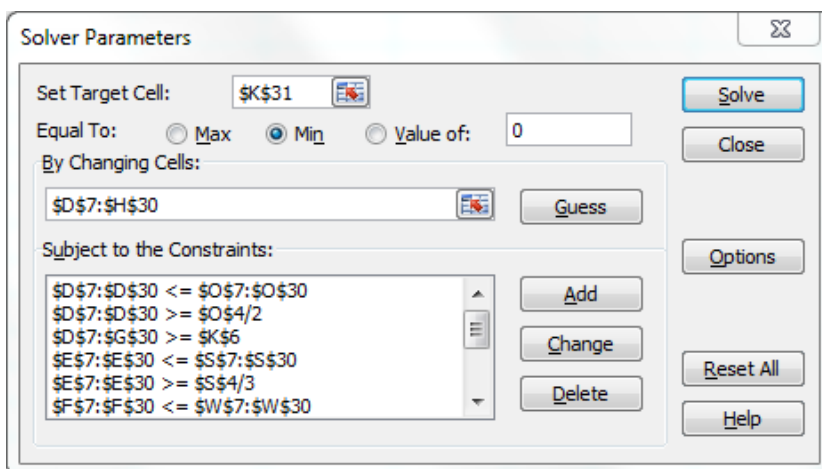 Solver Parameters
Set Target Cell: $K$31 Solve
Equal To: Max Min Value of: 0 Close
By Changing Cells:
$D$7:$H$30 Guess
Subject to the Constraints: Options
$D$7:$D$30 <= $O$7:$O$30 Add
$D$7:$D$30 >= $O$4/2
$D$7:$G$30 >= $K$6 Change
$E$7:$E$30 <= $S$7:$S$30 Reset All
$E$7:$E$30 >= $S$4/3 Delete
$F$7:$F$30 <= $W$7:$W$30 Help